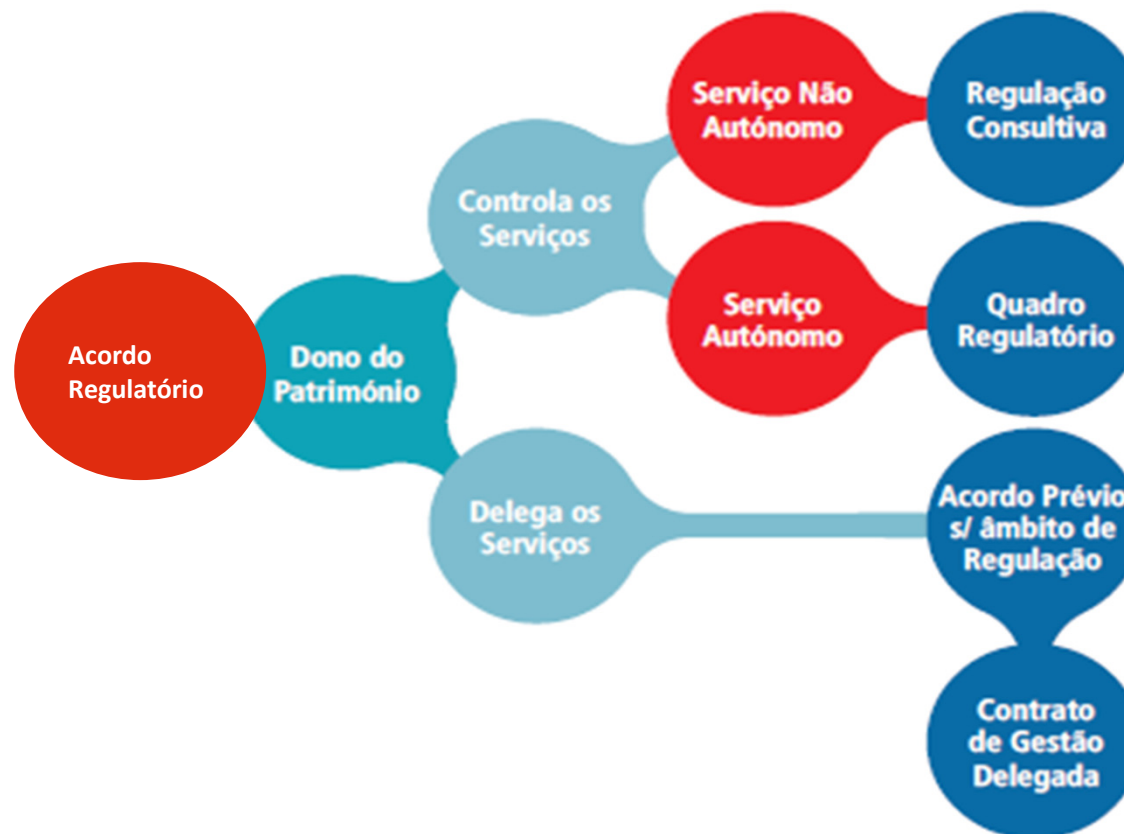 Acordo
Regulatório
Dono do
Património
Controla os
Serviços
Serviço Não
Autónomo
Regulação
Consultiva
Serviço
Autónomo
Quadro
Regulatório
Delega os
Serviços
Acordo Prévio
s/ âmbito de
Regulação
Contrato
de Gestão
Delegada